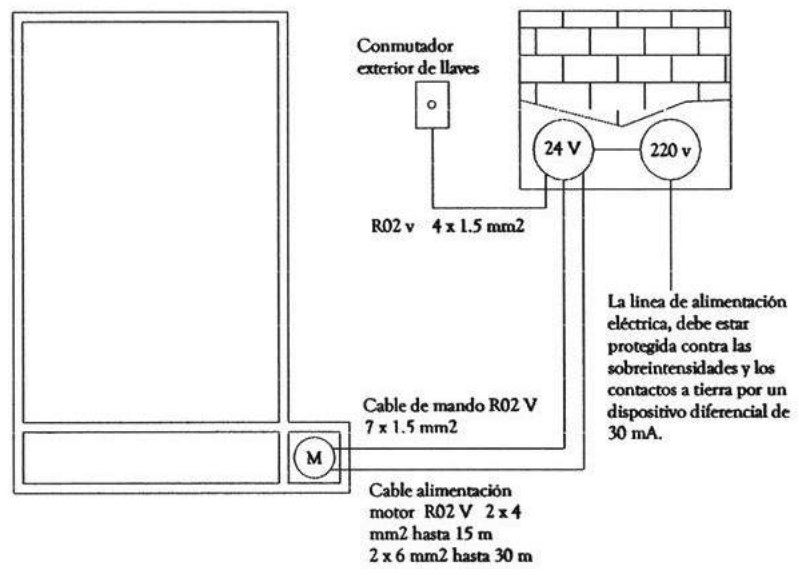 Conmutador
exterior de llaves
24 V
220 v
R02 v 4 x 1.5 mm2
La linea de alimentación
eléctrica, debe estar
protegida contra las
sobreintensidades y los
contactos a tierra por un
dispositivo diferencial de
30 mA.
Cable de mando R02 V
7 x 1.5 mm2
M
Cable alimentación
motor R02 V 2 x 4
mm2 hasta 15 m
2 x 6 mm2 hasta 30 m